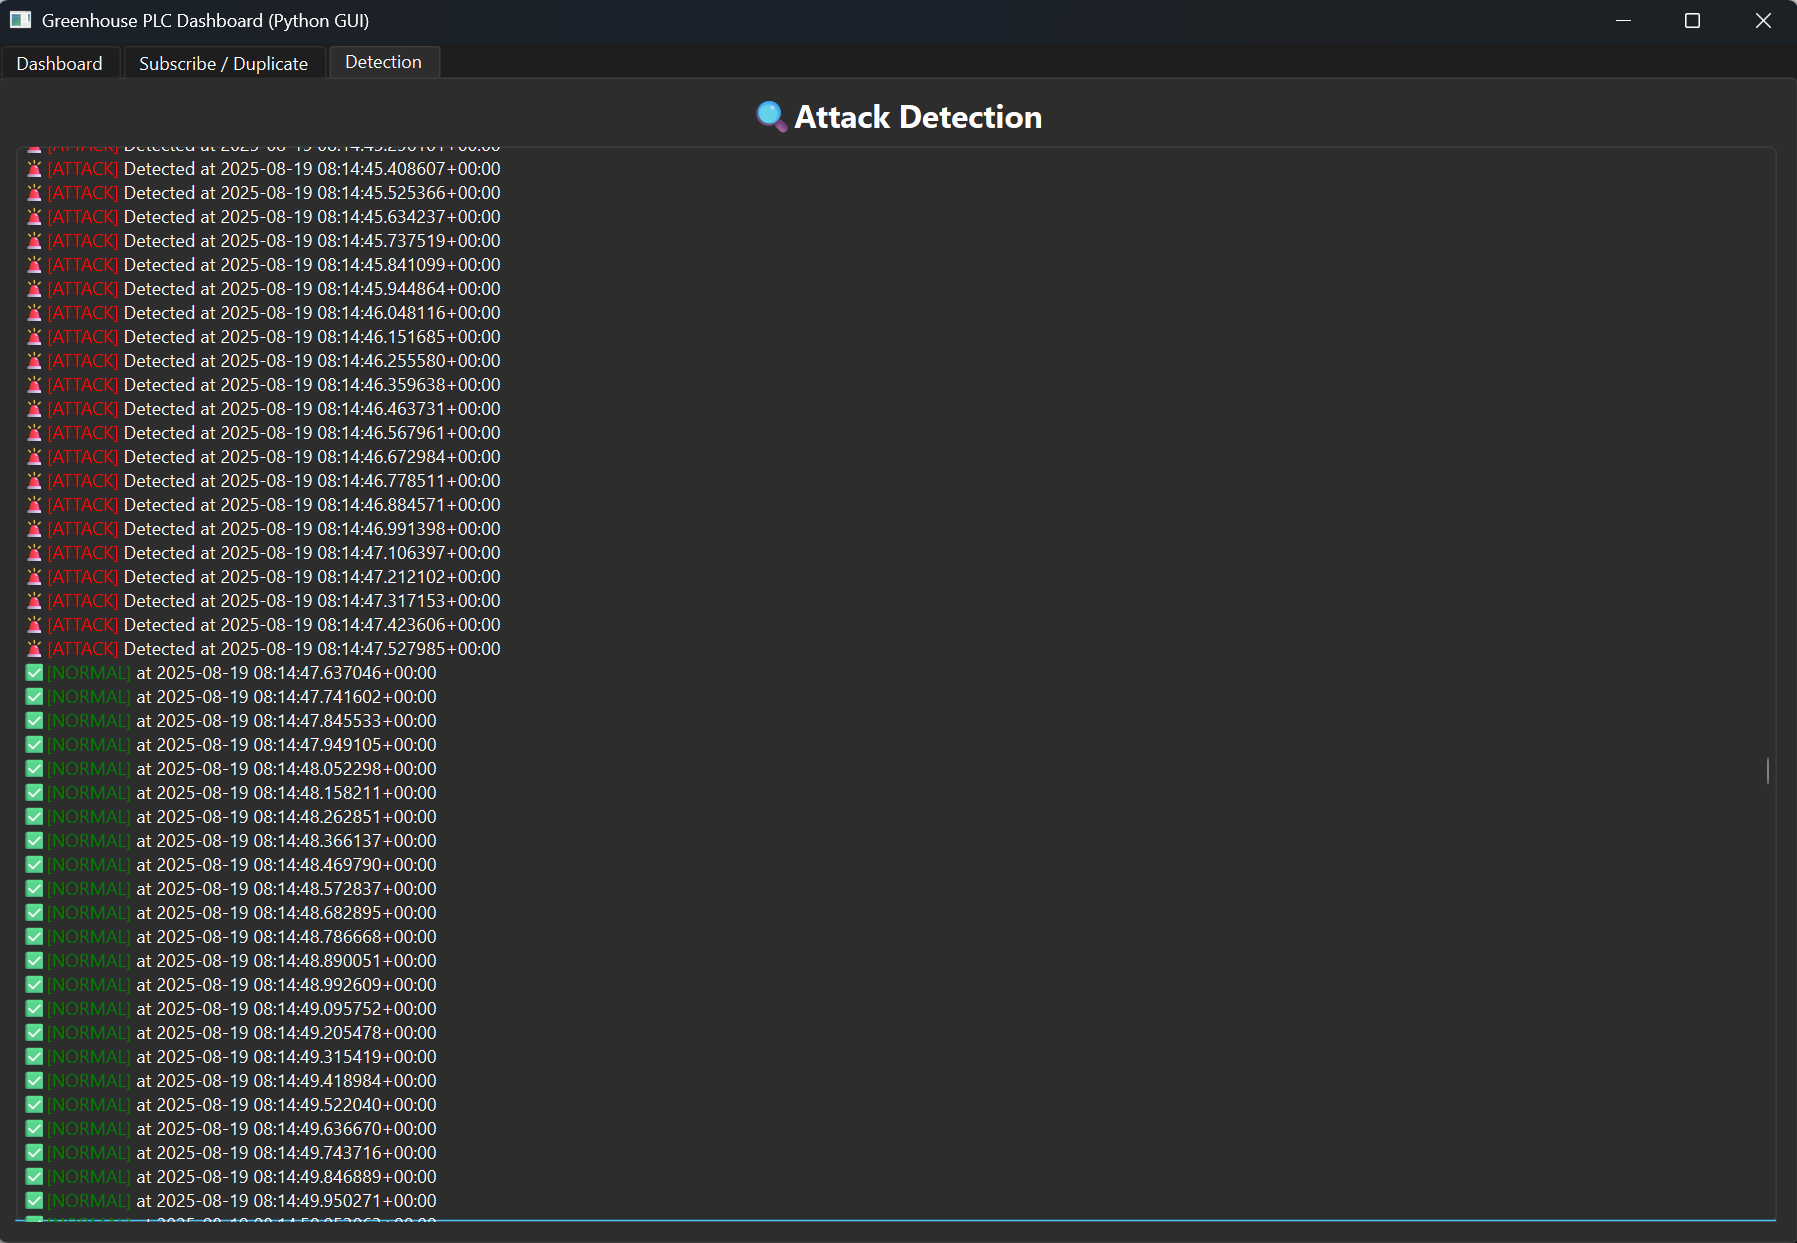 Greenhouse PLC Dashboard (Python GUI)
Dashboard
Subscribe / Duplicate
Detection
Attack Detection
[ATTACK] Detected at 2025-08-19
[ATTACK] Detected at 2025-08-19 08:14:45.408607+00:00
[ATTACK] Detected at 2025-08-19 08:14:45.525366+00:00
[ATTACK] Detected at 2025-08-19 08:14:45.634237+00:00
[ATTACK] Detected at 2025-08-19 08:14:45.737519+00:00
[ATTACK] Detected at 2025-08-19 08:14:45.841099+00:00
[ATTACK] Detected at 2025-08-19 08:14:45.944864+00:00
[ATTACK] Detected at 2025-08-19 08:14:46.048116+00:00
[ATTACK] Detected at 2025-08-19 08:14:46.151685+00:00
[ATTACK] Detected at 2025-08-19 08:14:46.255580+00:00
[ATTACK] Detected at 2025-08-19 08:14:46.359638+00:00
[ATTACK] Detected at 2025-08-19 08:14:46.463731+00:00
[ATTACK] Detected at 2025-08-19 08:14:46.567961+00:00
[ATTACK] Detected at 2025-08-19 08:14:46.672984+00:00
[ATTACK] Detected at 2025-08-19 08:14:46.778511+00:00
[ATTACK] Detected at 2025-08-19 08:14:46.884571+00:00
[ATTACK] Detected at 2025-08-19 08:14:46.991398+00:00
[ATTACK] Detected at 2025-08-19 08:14:47.106397+00:00
[ATTACK] Detected at 2025-08-19 08:14:47.212102+00:00
[ATTACK] Detected at 2025-08-19 08:14:47.317153+00:00
[ATTACK] Detected at 2025-08-19 08:14:47.423606+00:00
[ATTACK] Detected at 2025-08-19 08:14:47.527985+00:00
[NORMAL] at 2025-08-19 08:14:47.637046+00:00
[NORMAL] at 2025-08-19 08:14:47.741602+00:00
[NORMAL] at 2025-08-19 08:14:47.845533+00:00
[NORMAL] at 2025-08-19 08:14:47.949105+00:00
[NORMAL] at 2025-08-19 08:14:48.052298+00:00
[NORMAL] at 2025-08-19 08:14:48.158211+00:00
[NORMAL] at 2025-08-19 08:14:48.262851+00:00
[NORMAL] at 2025-08-19 08:14:48.366137+00:00
[NORMAL] at 2025-08-19 08:14:48.469790+00:00
[NORMAL] at 2025-08-19 08:14:48.572837+00:00
[NORMAL] at 2025-08-19 08:14:48.682895+00:00
[NORMAL] at 2025-08-19 08:14:48.786668+00:00
[NORMAL] at 2025-08-19 08:14:48.890051+00:00
[NORMAL] at 2025-08-19 08:14:48.992609+00:00
[NORMAL] at 2025-08-19 08:14:49.095752+00:00
[NORMAL] at 2025-08-19 08:14:49.205478+00:00
[NORMAL] at 2025-08-19 08:14:49.315419+00:00
[NORMAL] at 2025-08-19 08:14:49.418984+00:00
[NORMAL] at 2025-08-19 08:14:49.522040+00:00
[NORMAL] at 2025-08-19 08:14:49.636670+00:00
[NORMAL] at 2025-08-19 08:14:49.743716+00:00
[NORMAL] at 2025-08-19 08:14:49.846889+00:00
[NORMAL] at 2025-08-19 08:14:49.950271+00:00